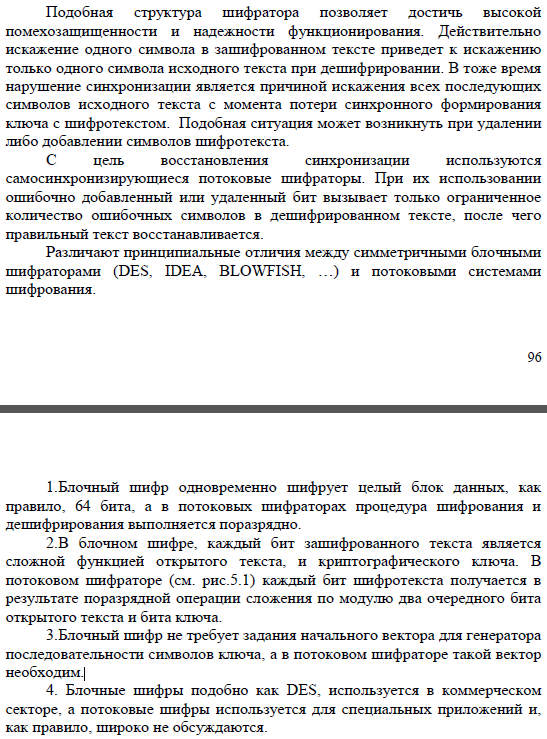 Подобная структура шифратора позволяет достичь высокой
помехозащищенности и надежности функционирования. Действительно
искажение одного символа в зашифрованном тексте приведет к искажению
только одного символа исходного текста при дешифрировании. В тоже время
нарушение синхронизации является причиной искажения всех последующих
символов исходного текста с момента потери синхронного формирования
ключа с шифротекстом. Подобная ситуация может возникнуть при удалении
либо добавлении символов шифротекста.
С цель восстановления синхронизации используются
самосинхронизирующиеся потоковые шифраторы. При их использовании
ошибочно добавленный или удаленный бит вызывает только ограниченное
количество ошибочных символов в дешифрированном тексте, после чего
правильный текст восстанавливается.
Различают принципиальные отличия между симметричными блочными
шифраторами (DES, IDEA, BLOWFISH, …) и потоковыми системами
шифрования.
96
1.Блочный шифр одновременно шифрует целый блок данных, как
правило, 64 бита, а в потоковых шифраторах процедура шифрования и
дешифрирования выполняется поразрядно.
2.В блочном шифре, каждый бит зашифрованного текста является
сложной функцией открытого текста, и криптографического ключа. В
потоковом шифраторе (см. рис.5.1) каждый бит шифротекста получается в
результате поразрядной операции сложения по модулю два очередного бита
открытого текста и бита ключа.
3.Блочный шифр не требует задания начального вектора для генератора
последовательности символов ключа, а в потоковом шифраторе такой вектор
необходим.
4. Блочные шифры подобно как DES, используется в коммерческом
секторе, а потоковые шифры используется для специальных приложений и,
как правило, широко не обсуждаются.